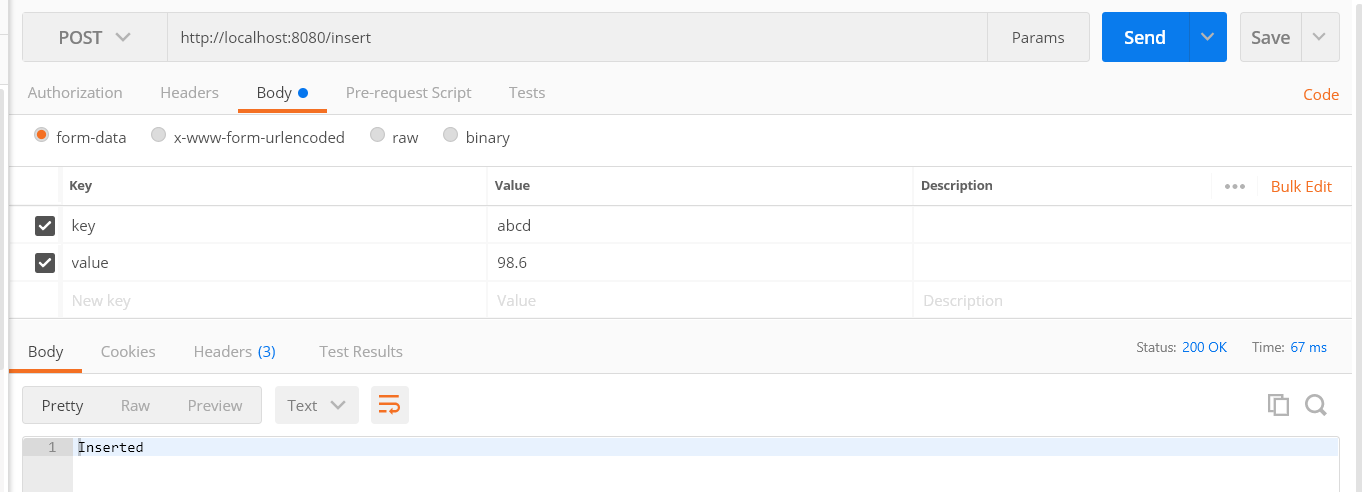 POST http://localhost:8080/insert Params Send Save
Authorization Headers Body Pre-request Script Tests Code
form-data x-www-form-urlencoded raw binary
Key Value Description Bulk Edit
key abcd
value 98.6
New key Value Description
Body Cookies Headers (3) Test Results Status: 200 OK Time: 67 ms
Pretty Raw Preview Text
1 Inserted